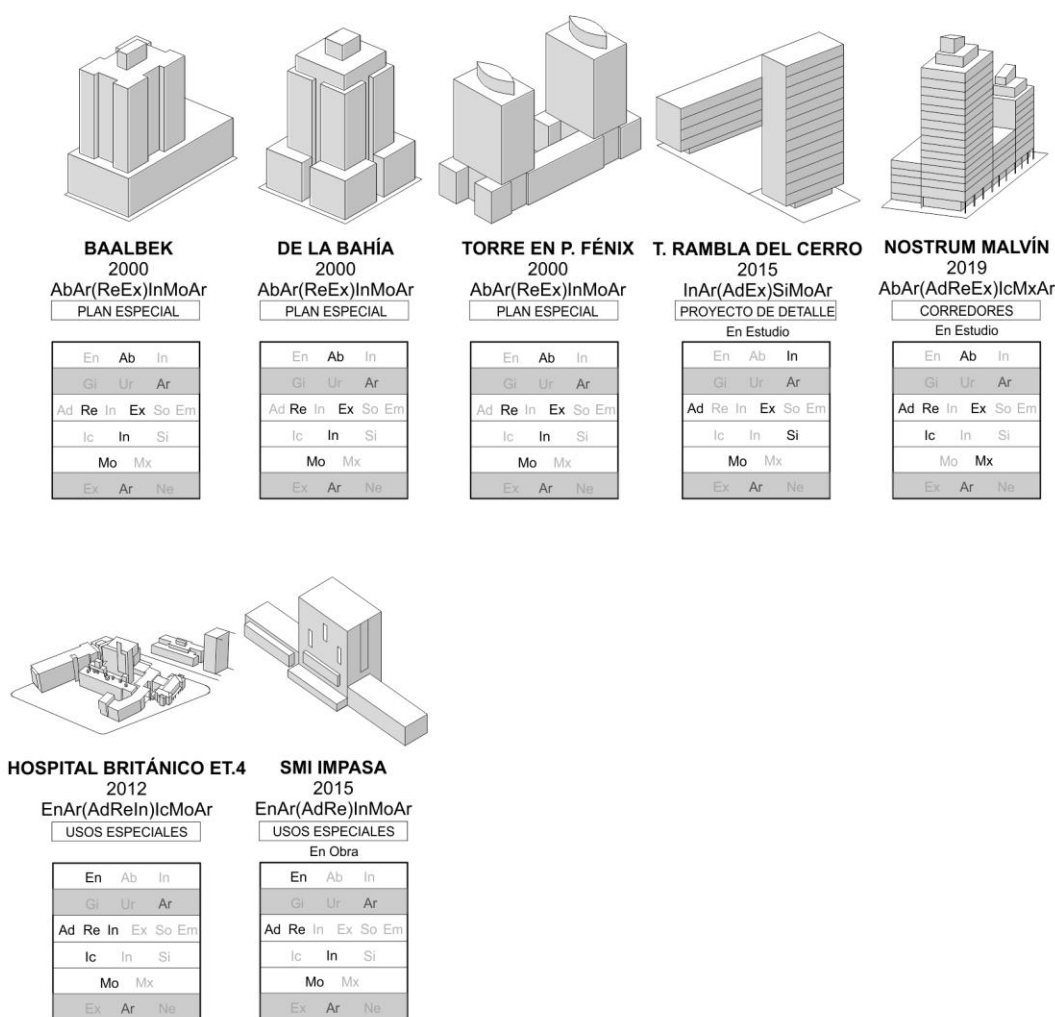 BAALBEK
2000
AbAr(ReEx)InMoAr
PLAN ESPECIAL
En Ab In
Gi Ur Ar
Ad Re In Ex So Em
Ic In Si
Mo Mx
Ex Ar Ne
DE LA BAHÍA
2000
AbAr(ReEx)InMoAr
PLAN ESPECIAL
En Ab In
Gi Ur Ar
Ad Re In Ex So Em
Ic In Si
Mo Mx
Ex Ar Ne
TORRE EN P. FÉNIX
2000
AbAr(ReEx)InMoAr
PLAN ESPECIAL
En Ab In
Gi Ur Ar
Ad Re In Ex So Em
Ic In Si
Mo Mx
Ex Ar Ne
T. RAMBLA DEL CERRO
2015
InAr(AdEx)SiMoAr
PROYECTO DE DETALLE
En Estudio
En Ab In
Gi Ur Ar
Ad Re In Ex So Em
Ic In Si
Mo Mx
Ex Ar Ne
NOSTRUM MALVÍN
2019
AbAr(AdReEx)IcMxAr
CORREDORES
En Estudio
En Ab In
Gi Ur Ar
Ad Re In Ex So Em
Ic In Si
Mo Mx
Ex Ar Ne
HOSPITAL BRITÁNICO ET.4
2012
EnAr(AdReIn)IcMoAr
USOS ESPECIALES
En Ab In
Gi Ur Ar
Ad Re In Ex So Em
Ic In Si
Mo Mx
Ex Ar Ne
SMI IMPASA
2015
EnAr(AdRe)InMoAr
USOS ESPECIALES
En Obra
En Ab In
Gi Ur Ar
Ad Re In Ex So Em
Ic In Si
Mo Mx
Ex Ar Ne